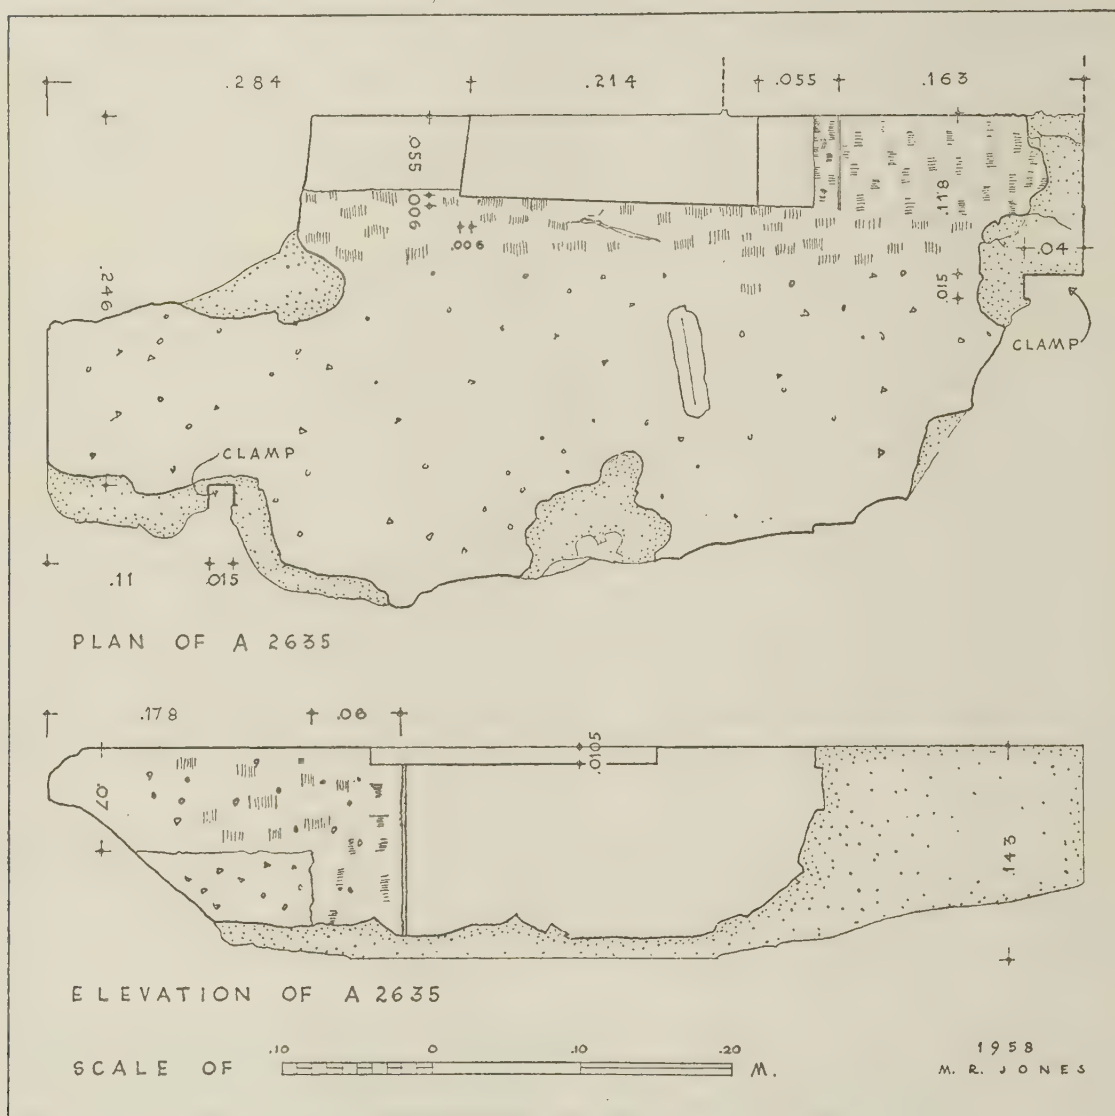 .284 .214 .055 .163
.055
.006
.006
.118
.04
.015
.246
CLAMP
CLAMP
.11 .015
PLAN OF A 2635
.178 .08
.0105
.07
.143
ELEVATION OF A 2635
.10 0 .10 .20
SCALE OF M.
1958
M. R. JONES